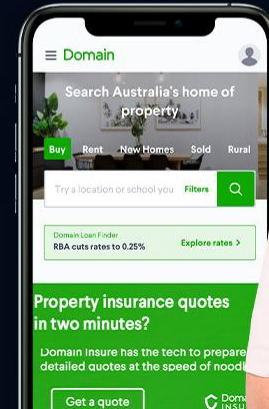 Domain
Search Australia's home of
property
Buy Rent New Homes Sold Rural
Try a location or school you Filters
Domain Loan Finder
RBA cuts rates to 0.25% Explore rates >
Property insurance quotes
in two minutes?
Domain Insure has the tech to prepare
detailed quotes at the speed of
Get a quote